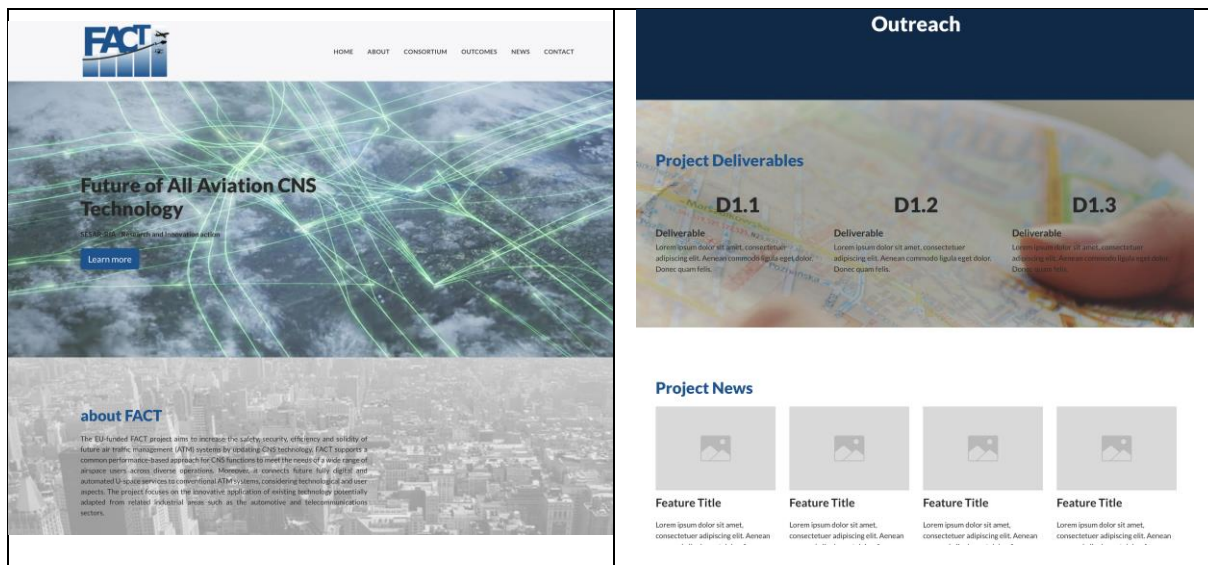 FACT
HOME ABOUT CONSORTIUM OUTCOMES NEWS CONTACT
Future of All Aviation CNS
Technology
Research and Innovation action
Learn more
about FACT
The EU-funded FACT project aims to increase the safety, security, efficiency and solidity of
future air traffic management (ATM) systems by updating CNS technology. FACT supports a
common performance-based approach for CNS functions to meet the needs of a wide range of
airspace users across diverse operations. Moreover, it connects future fully digital and
automated U-space services to conventional ATM systems, considering technological and user
aspects. The project focuses on the innovative application of existing technology potentially
adapted from related industrial areas such as the automotive and telecommunications
sectors.
Outreach
Project Deliverables
D1.1 D1.2 D1.3
Deliverable Deliverable Deliverable
Lorem ipsum dolor sit amet, consectetuer Lorem ipsum dolor sit amet, consectetuer Lorem ipsum dolor sit amet, consectetuer
adipiscing elit. Aenean commodo ligula eget dolor. adipiscing elit. Aenean commodo ligula eget dolor. adipiscing elit. Aenean commodo ligula eget dolor.
Donec quam felis. Donec quam felis. Donec quam felis.
Project News
Feature Title Feature Title Feature Title Feature Title
Lorem ipsum dolor sit amet, Lorem ipsum dolor sit amet, Lorem ipsum dolor sit amet, Lorem ipsum dolor sit amet,
consectetuer adipiscing elit. Aenean consectetuer adipiscing elit. Aenean consectetuer adipiscing elit. Aenean consectetuer adipiscing elit. Aenean